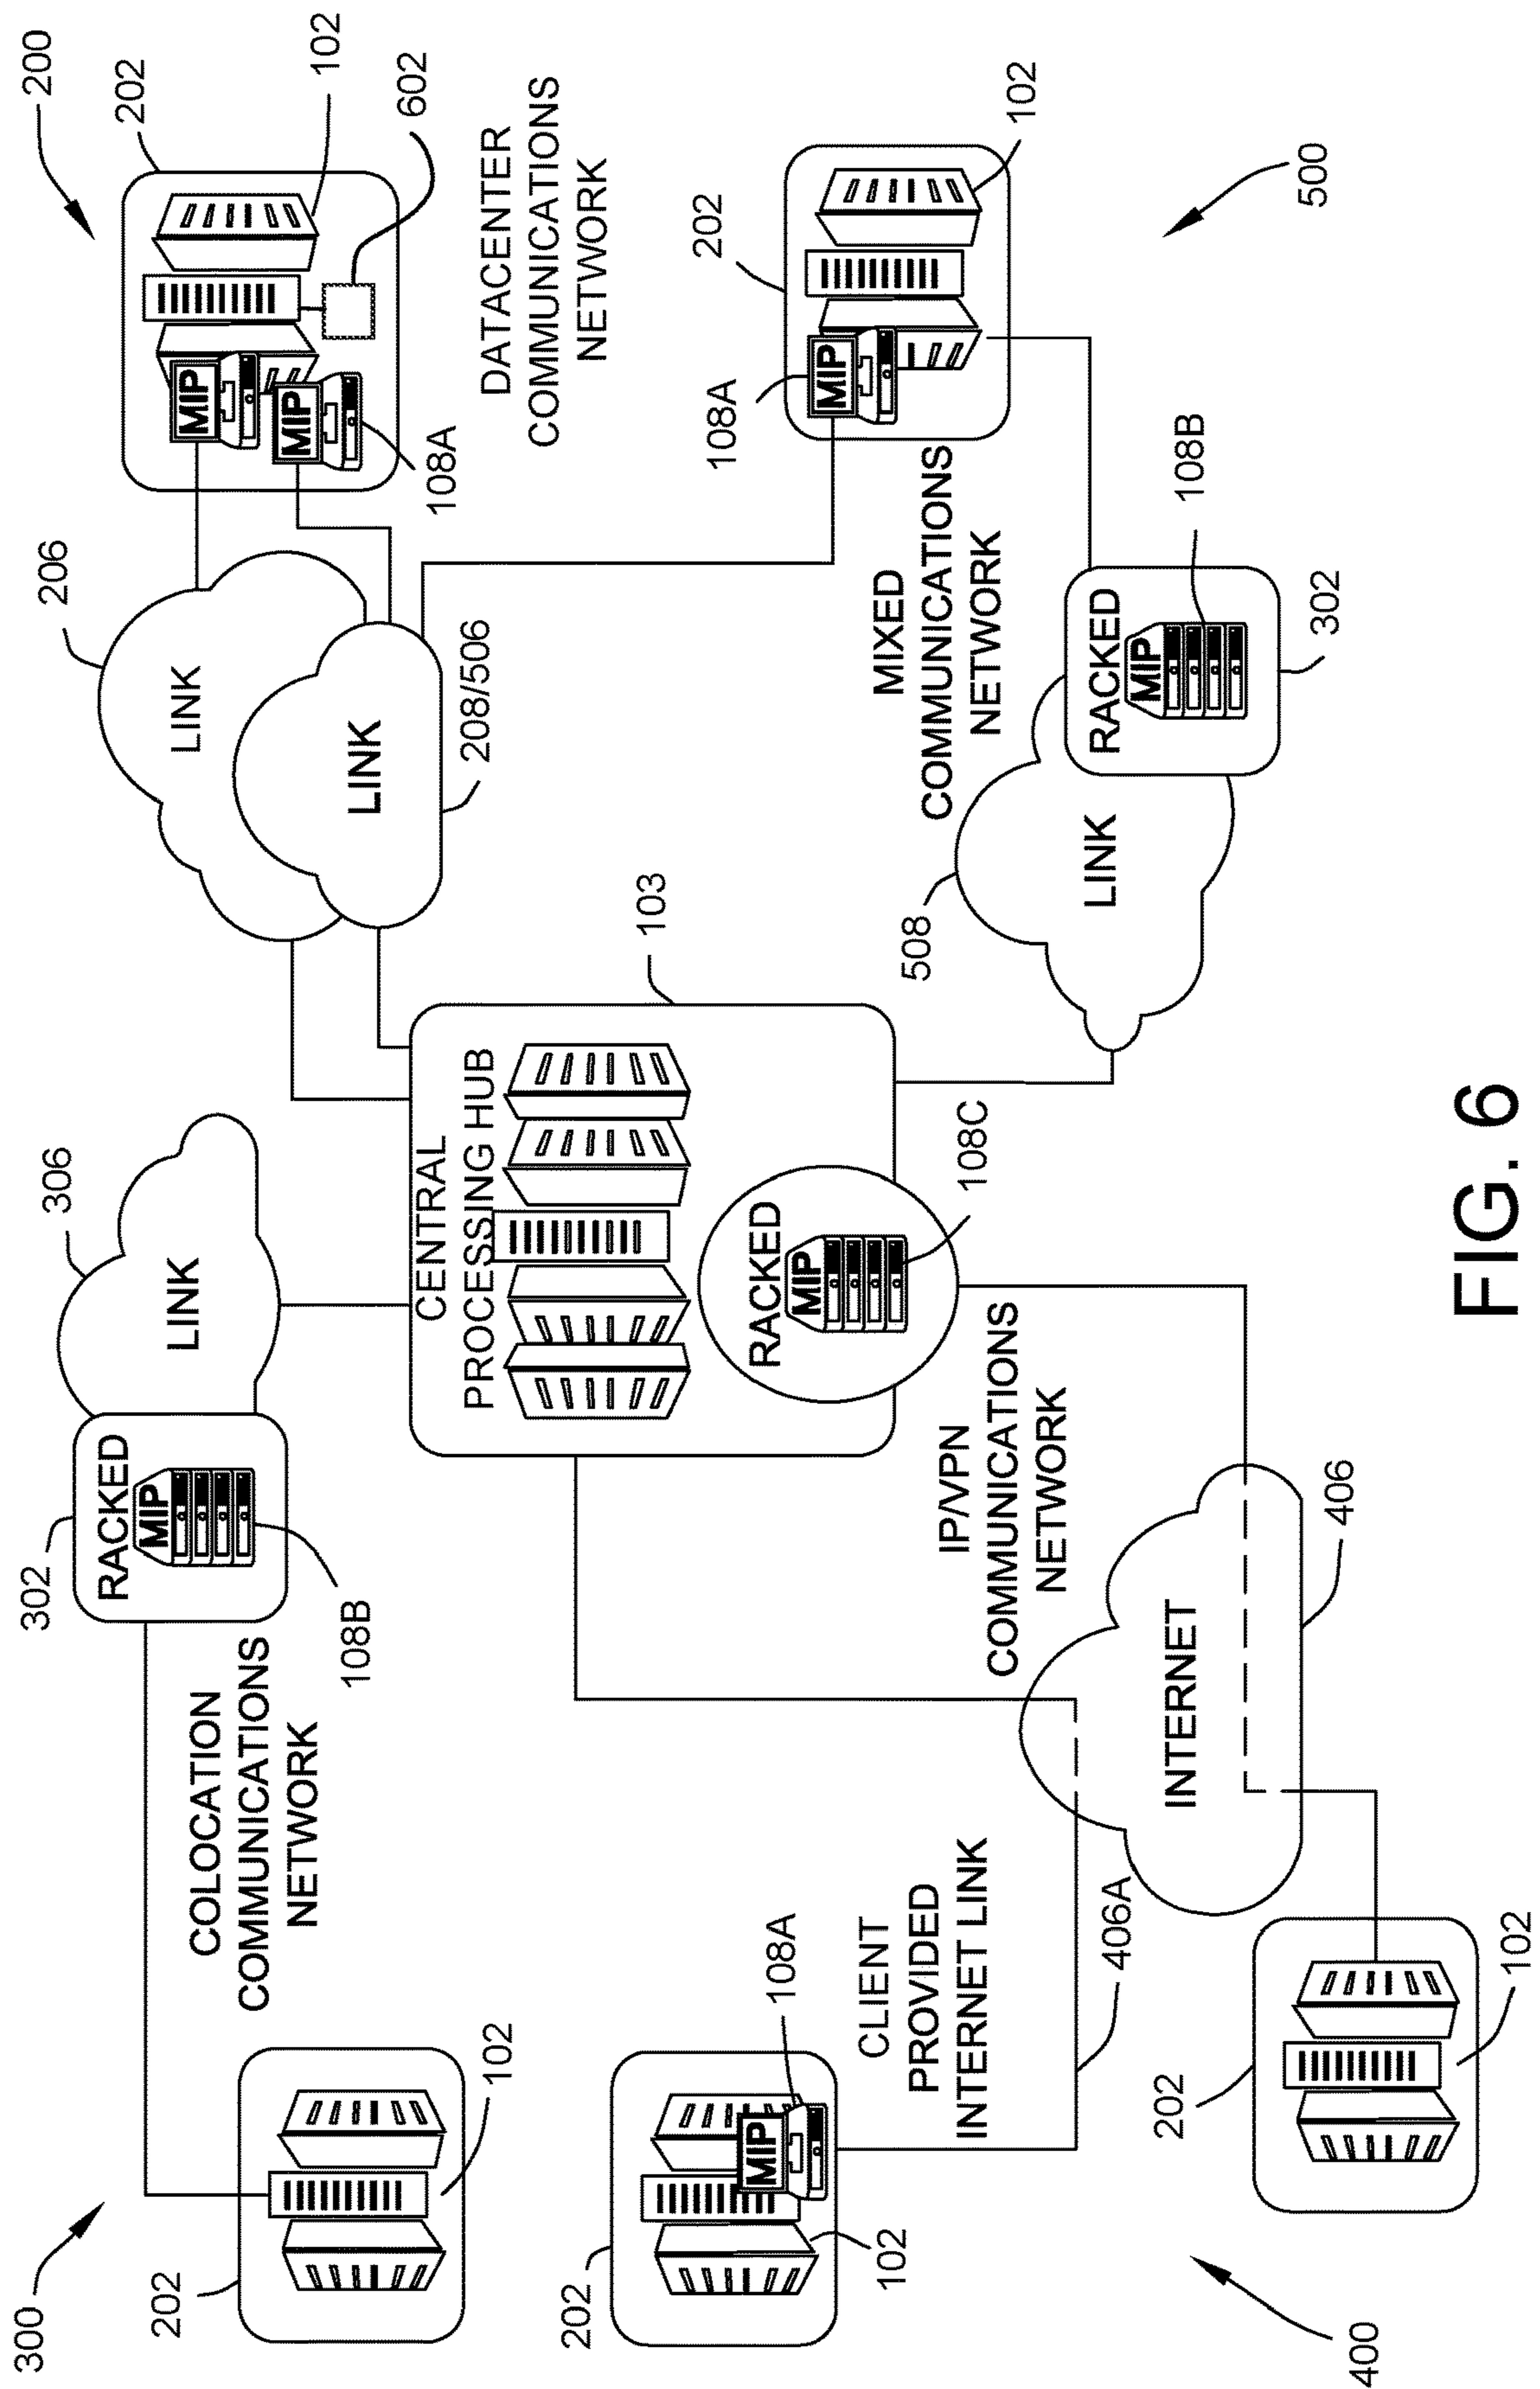 300
202
102
COLOCATION
COMMUNICATIONS
NETWORK
302
RACKED
MIP
108B
306
LINK
206
LINK
LINK
208/506
200
202
MIP
MIP
108A
102
602
DATACENTER
COMMUNICATIONS
NETWORK
CENTRAL
PROCESSING HUB
103
RACKED
MIP
108C
202
102
MIP
108A
CLIENT
PROVIDED
INTERNET LINK
406A
IP/VPN
COMMUNICATIONS
NETWORK
INTERNET
406
202
102
400
202
108A
MIP
102
MIXED
COMMUNICATIONS
NETWORK
508
LINK
RACKED
MIP
108B
302
500
FIG. 6